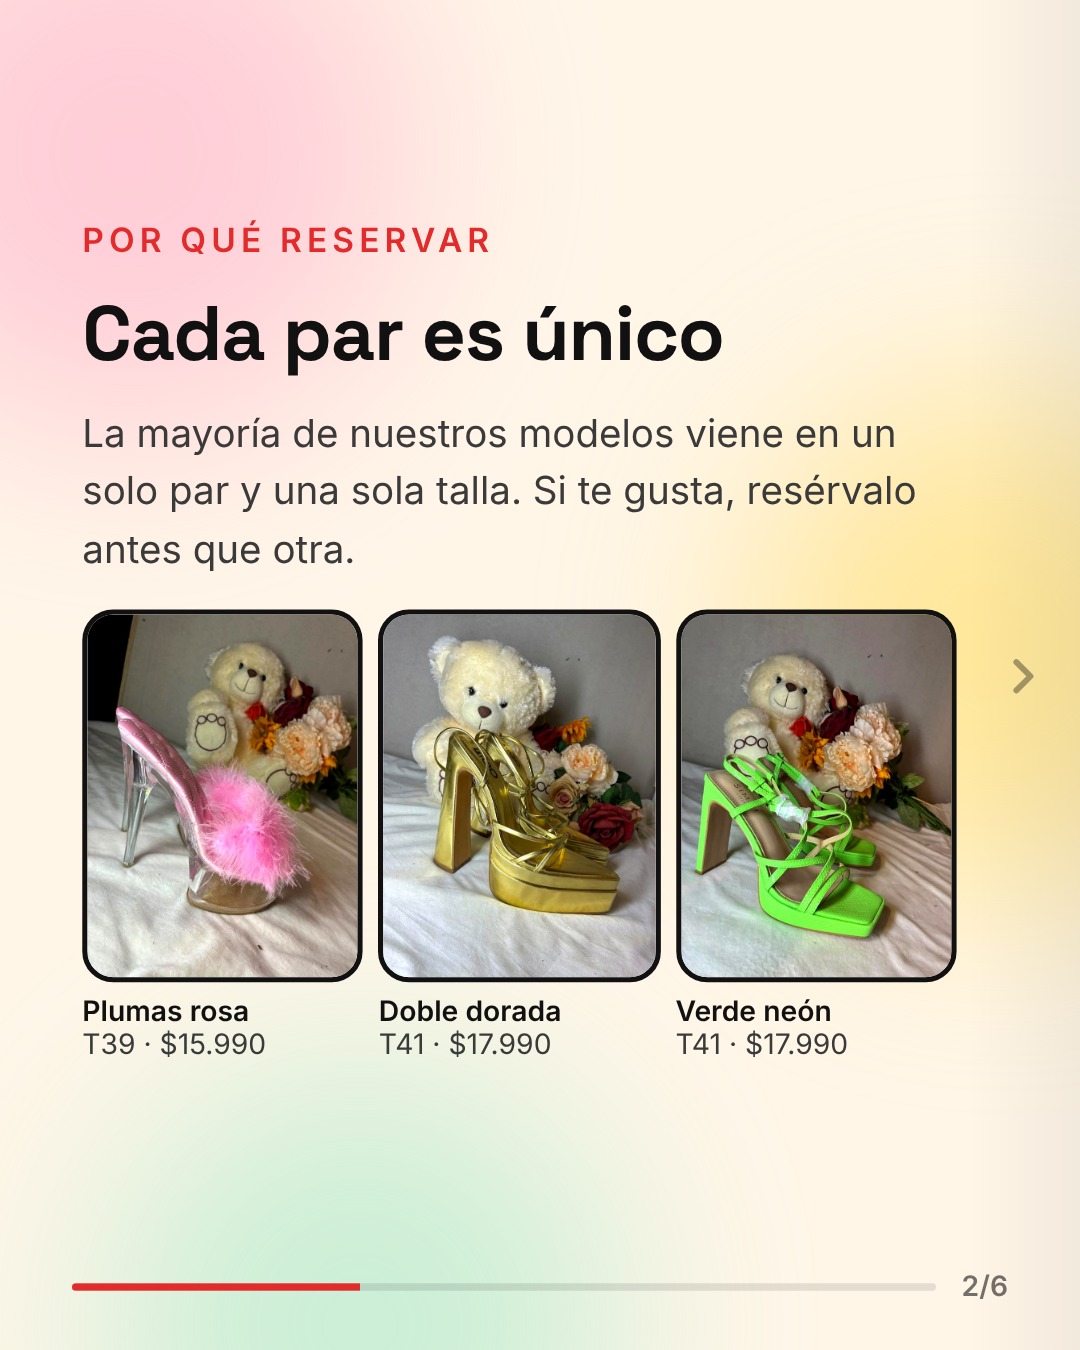 POR QUÉ RESERVAR
Cada par es único
La mayoría de nuestros modelos viene en un
solo par y una sola talla. Si te gusta, resérvalo
antes que otra.
Plumas rosa
T39 · $15.990
Doble dorada
T41 · $17.990
Verde neón
T41 · $17.990
2/6